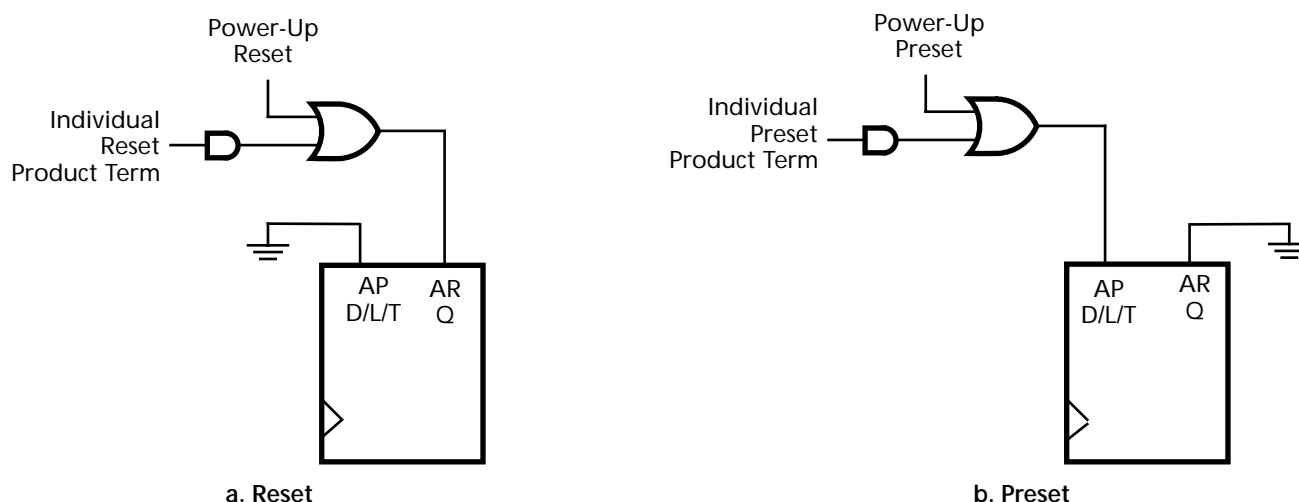 Power-Up
Reset
Individual
Reset
Product Term
AP
AR
D/L/T
Q
a. Reset
Power-Up
Preset
Individual
Preset
Product Term
AP
AR
D/L/T
Q
b. Preset